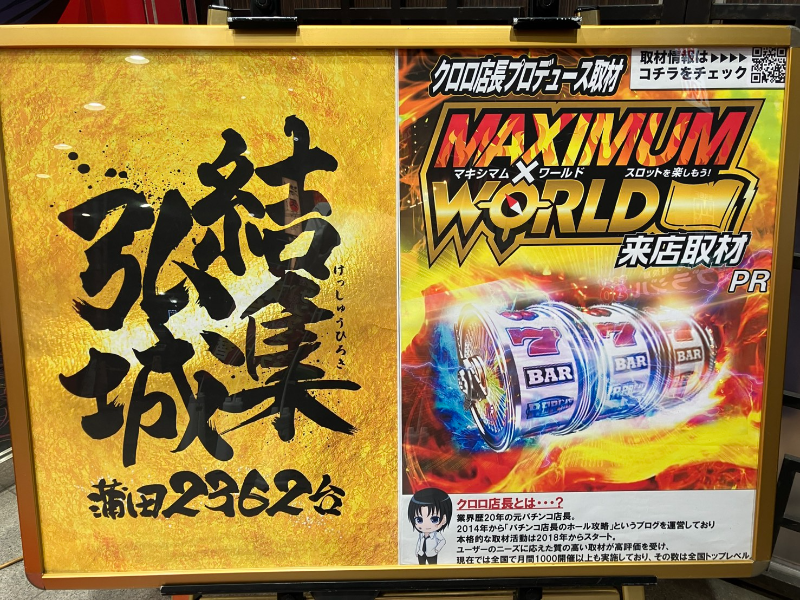 結集
弘城
けっしゅうひろき
蒲田2362台
取材情報は▶▶▶▶
コチラをチェック
クロロ店長プロデュース取材
MAXIMUM
マキシマム×ワールド スロットを楽しもう!
WORLD
来店取材
PR
7 7 7
BAR BAR BAR
クロロ店長とは・・・?
業界歴20年の元パチンコ店長。
2014年から「パチンコ店長のホール攻略」というブログを運営しており
本格的な取材活動は2018年からスタート。
ユーザーのニーズに応えた質の高い取材が高評価を受け、
現在では全国で月間1000開催以上も実施しており、その数は全国トップレベル